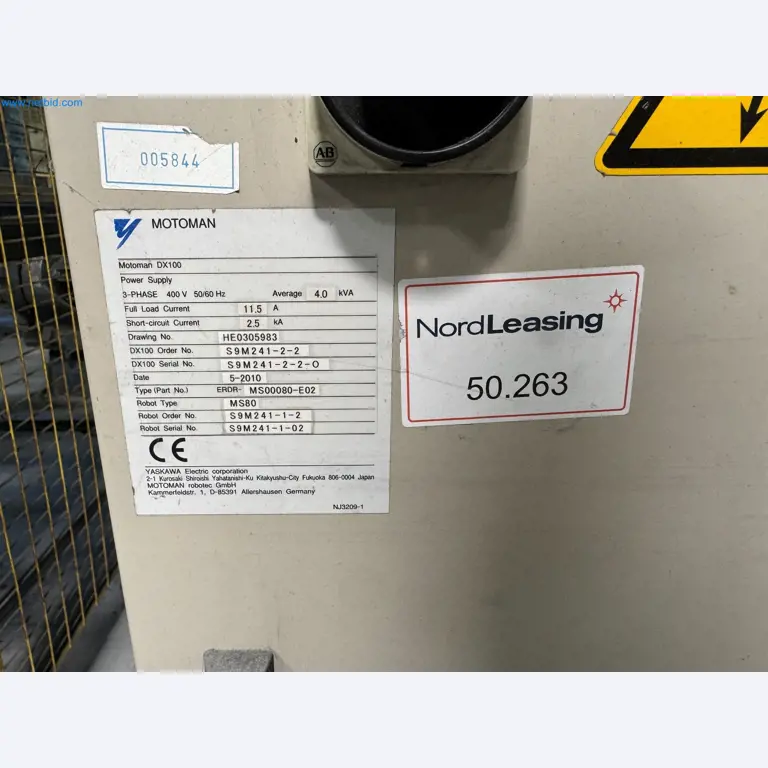 www.netbid.com
005844
AB
MOTOMAN
Motoman DX100
Power Supply
3-PHASE 400 V 50/60 Hz Average 4.0 kVA
Full Load Current 11.5 A
Short-circuit Current 2.5 kA
Drawing No. HE0305983
DX100 Order No. S9M241-2-2
DX100 Serial No. S9M241-2-2-O
Date 5-2010
Type (Part No.) ERDR- MS00080-E02
Robot Type MS80
Robot Order No. S9M241-1-2
Robot Serial No. S9M241-1-02
CE
YASKAWA Electric corporation
2-1 Kurosaki Shiroishi Yahatanishi-Ku Kitakyushu-City Fukuoka 806-0004 Japan
MOTOMAN robotec GmbH
Kammerfeldstr. 1, D-85391 Allershausen Germany
NJ3209-1
NordLeasing
50.263